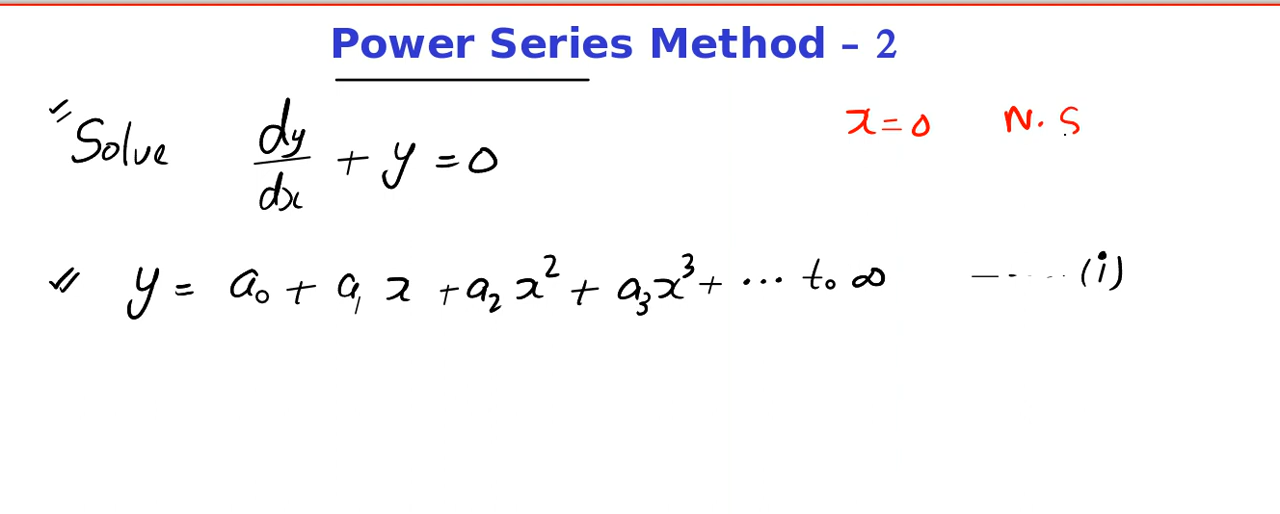 Power Series Method – 2
Solve dy/dx + y = 0 x = 0 N.S
y = a₀ + a₁ x + a₂ x² + a₃x³ + ... to ∞ —----- (i)